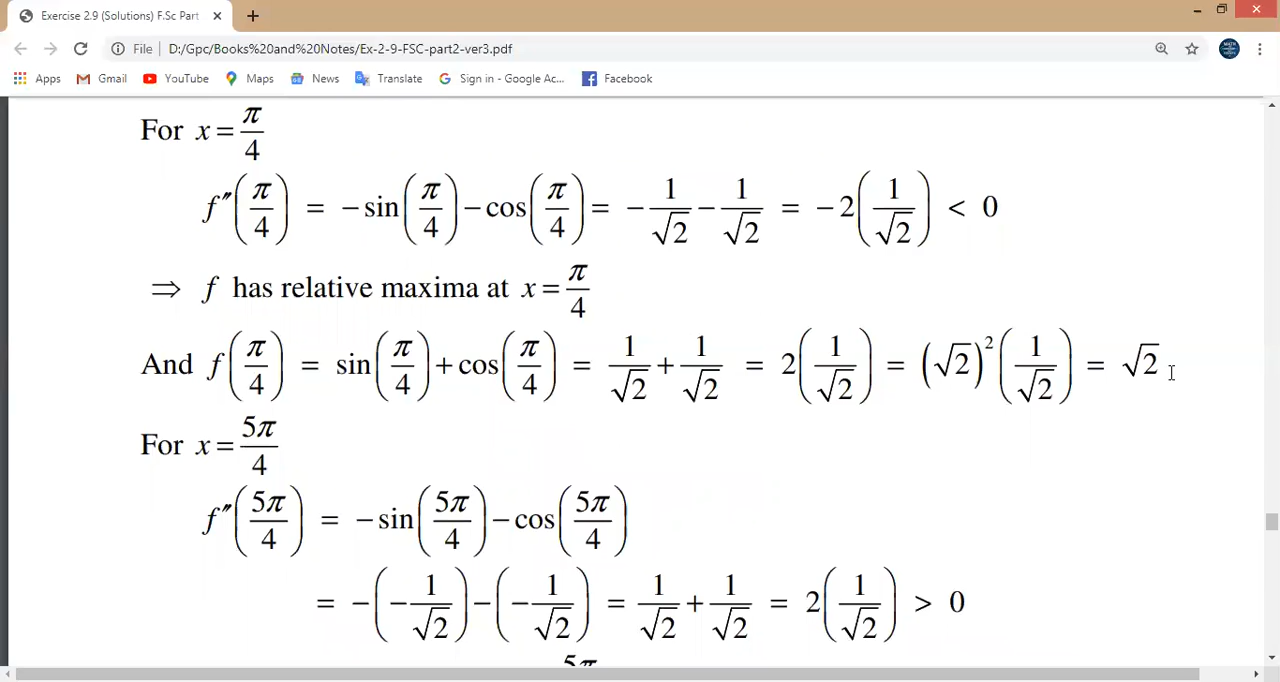 Exercise 2.9 (Solutions) F.Sc Part
File | D:/Gpc/Books%20and%20Notes/Ex-2-9-FSC-part2-ver3.pdf
Apps Gmail YouTube Maps News Translate Sign in - Google Ac... Facebook
For x = π/4
f″(π/4) = −sin(π/4) − cos(π/4) = −1/√2 − 1/√2 = −2(1/√2) < 0
⇒ f has relative maxima at x = π/4
And f(π/4) = sin(π/4) + cos(π/4) = 1/√2 + 1/√2 = 2(1/√2) = (√2)²(1/√2) = √2
For x = 5π/4
f″(5π/4) = −sin(5π/4) − cos(5π/4)
= −(−1/√2) − (−1/√2) = 1/√2 + 1/√2 = 2(1/√2) > 0